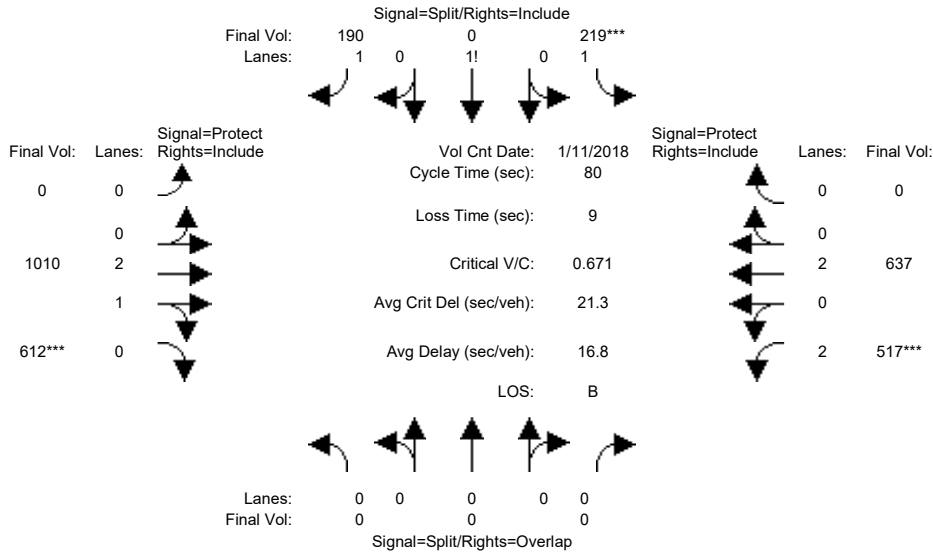 Signal=Split/Rights=Include
Final Vol: 190 0 219***
Lanes: 1 0 1! 0 1
Signal=Protect
Final Vol: Lanes: Rights=Include
Vol Cnt Date: 1/11/2018
Signal=Protect
Rights=Include Lanes: Final Vol:
Cycle Time (sec): 80
0 0
0 0
Loss Time (sec): 9
0
0
1010 2
Critical V/C: 0.671
2 637
1
Avg Crit Del (sec/veh): 21.3
0
612*** 0
Avg Delay (sec/veh): 16.8
2 517***
LOS: B
Lanes: 0 0 0 0 0
Final Vol: 0 0 0
Signal=Split/Rights=Overlap